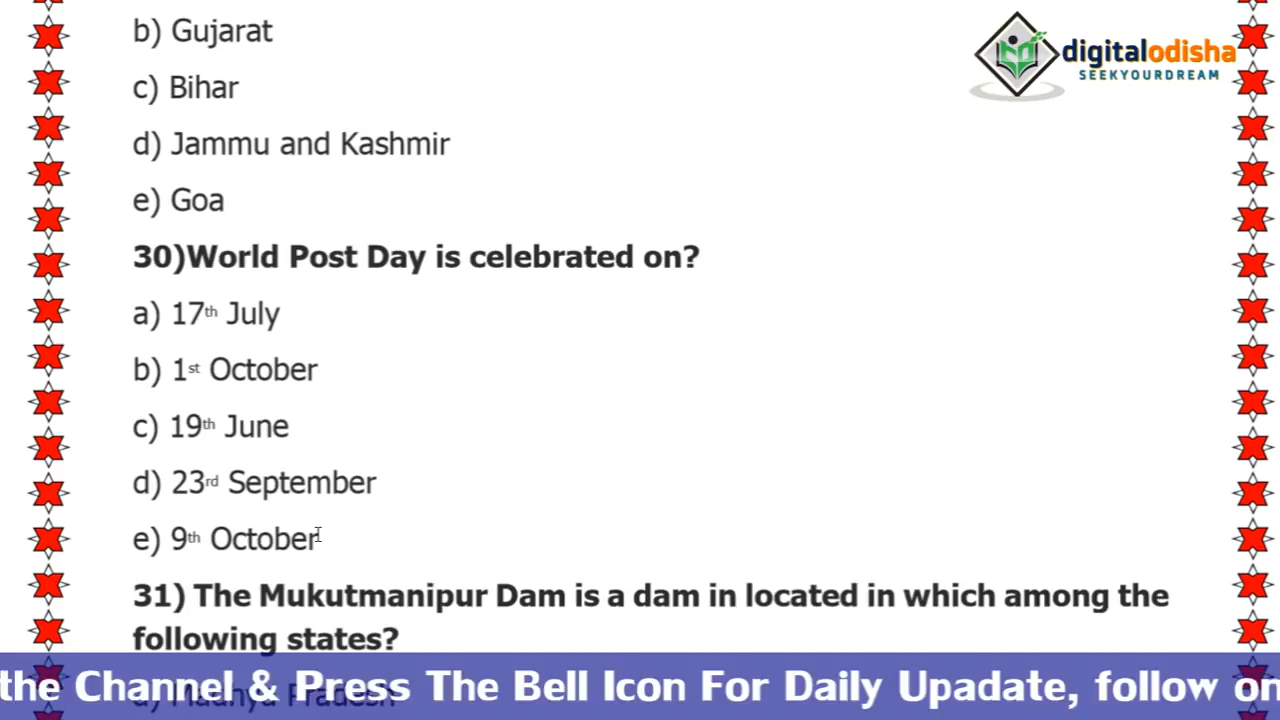 b) Gujarat
digitalodisha
SEEKYOURDREAM
c) Bihar
d) Jammu and Kashmir
e) Goa
30)World Post Day is celebrated on?
a) 17th July
b) 1st October
c) 19th June
d) 23rd September
e) 9th October
31) The Mukutmanipur Dam is a dam in located in which among the
following states?
a) Madhya Pradesh
the Channel & Press The Bell Icon For Daily Upadate, follow on